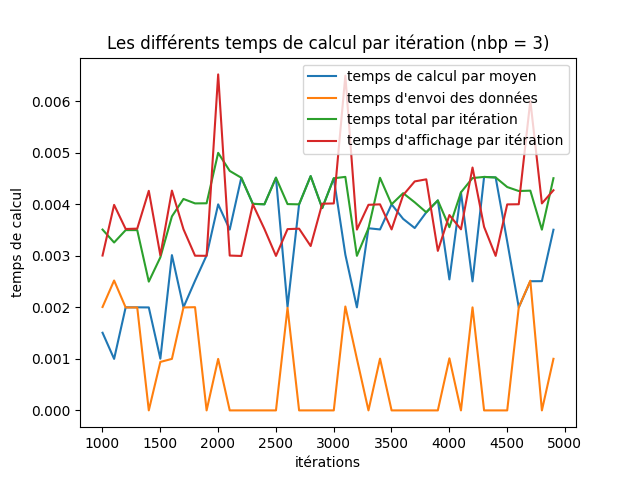 Les différents temps de calcul par itération (nbp = 3)
temps de calcul par moyen
temps d'envoi des données
temps total par itération
temps d'affichage par itération
temps de calcul
0.006
0.005
0.004
0.003
0.002
0.001
0.000
1000 1500 2000 2500 3000 3500 4000 4500 5000
itérations